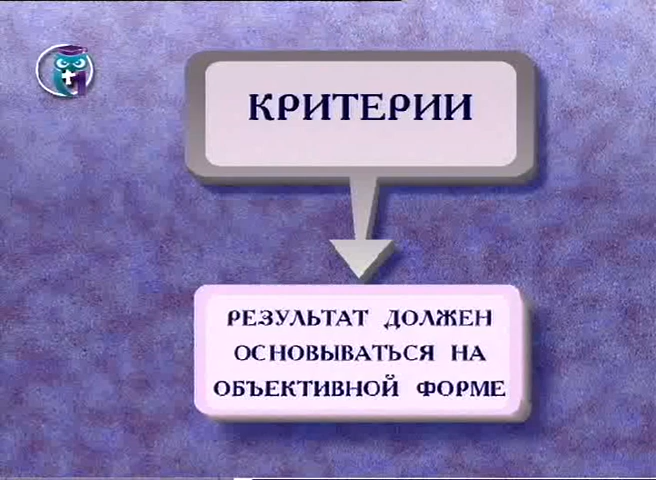 КРИТЕРИИ
РЕЗУЛЬТАТ ДОЛЖЕН
ОСНОВЫВАТЬСЯ НА
ОБЪЕКТИВНОЙ ФОРМЕ